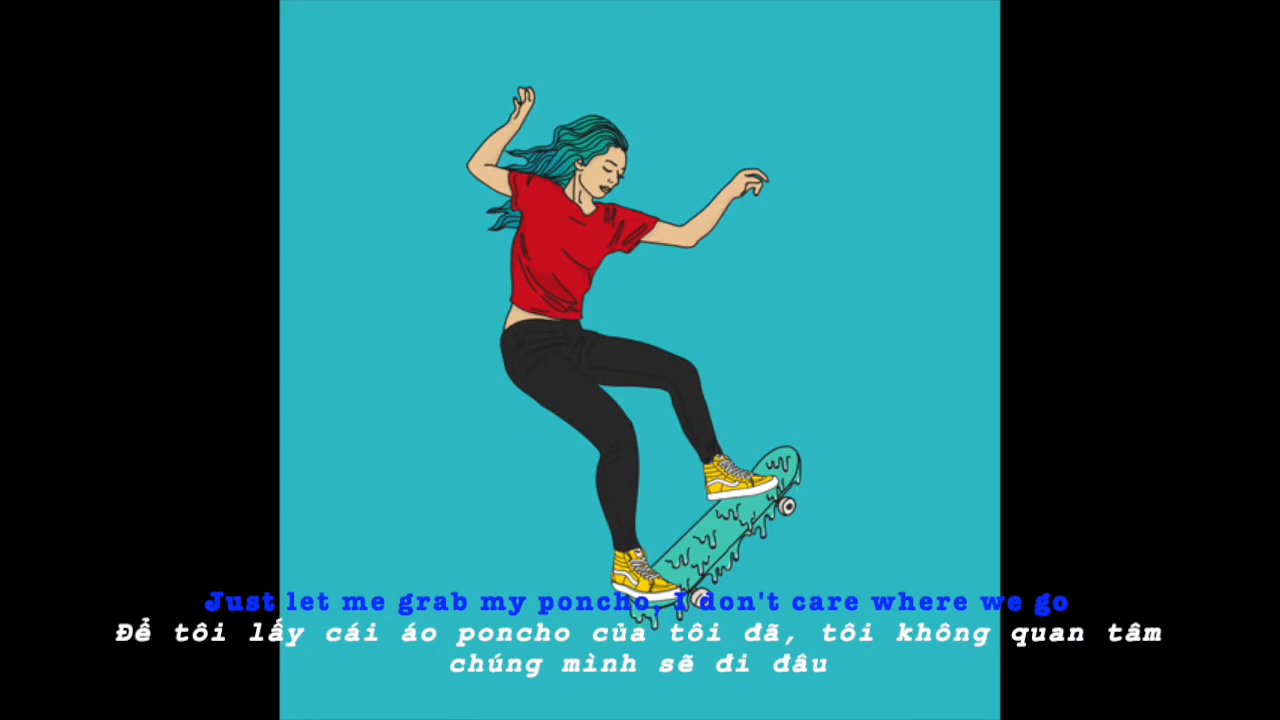 Just let me grab my poncho, I don't care where we go
Để tôi lấy cái áo poncho của tôi đã, tôi không quan tâm
chúng mình sẽ đi đâu